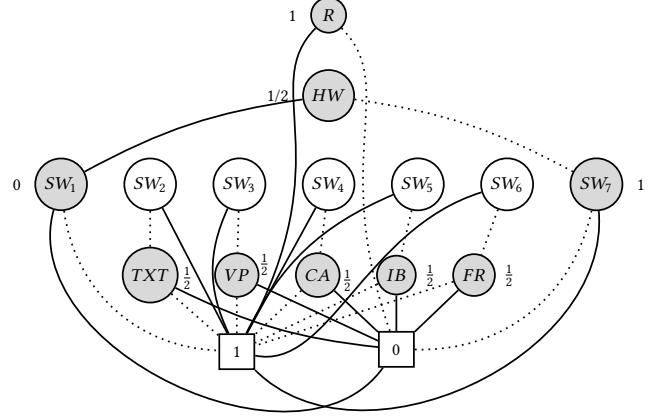 1 R
1/2 HW
0 SW₁ SW₂ SW₃ SW₄ SW₅ SW₆ SW₇ 1
TXT ½ VP ½ CA ½ IB ½ FR ½
1 0